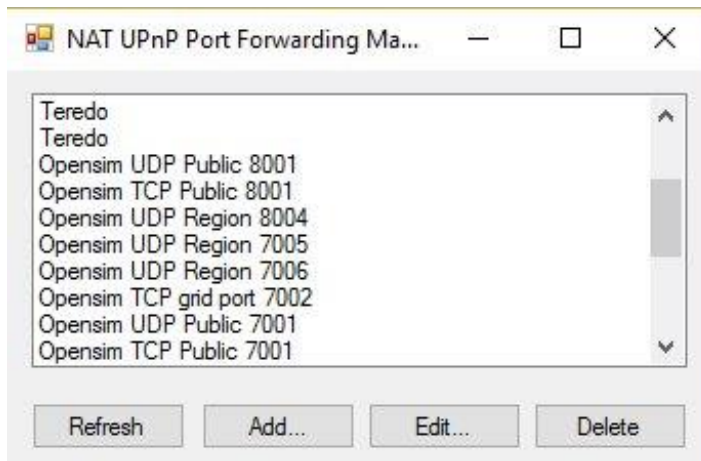 NAT UPnP Port Forwarding Ma...
Teredo
Teredo
Opensim UDP Public 8001
Opensim TCP Public 8001
Opensim UDP Region 8004
Opensim UDP Region 7005
Opensim UDP Region 7006
Opensim TCP grid port 7002
Opensim UDP Public 7001
Opensim TCP Public 7001
Refresh Add... Edit... Delete